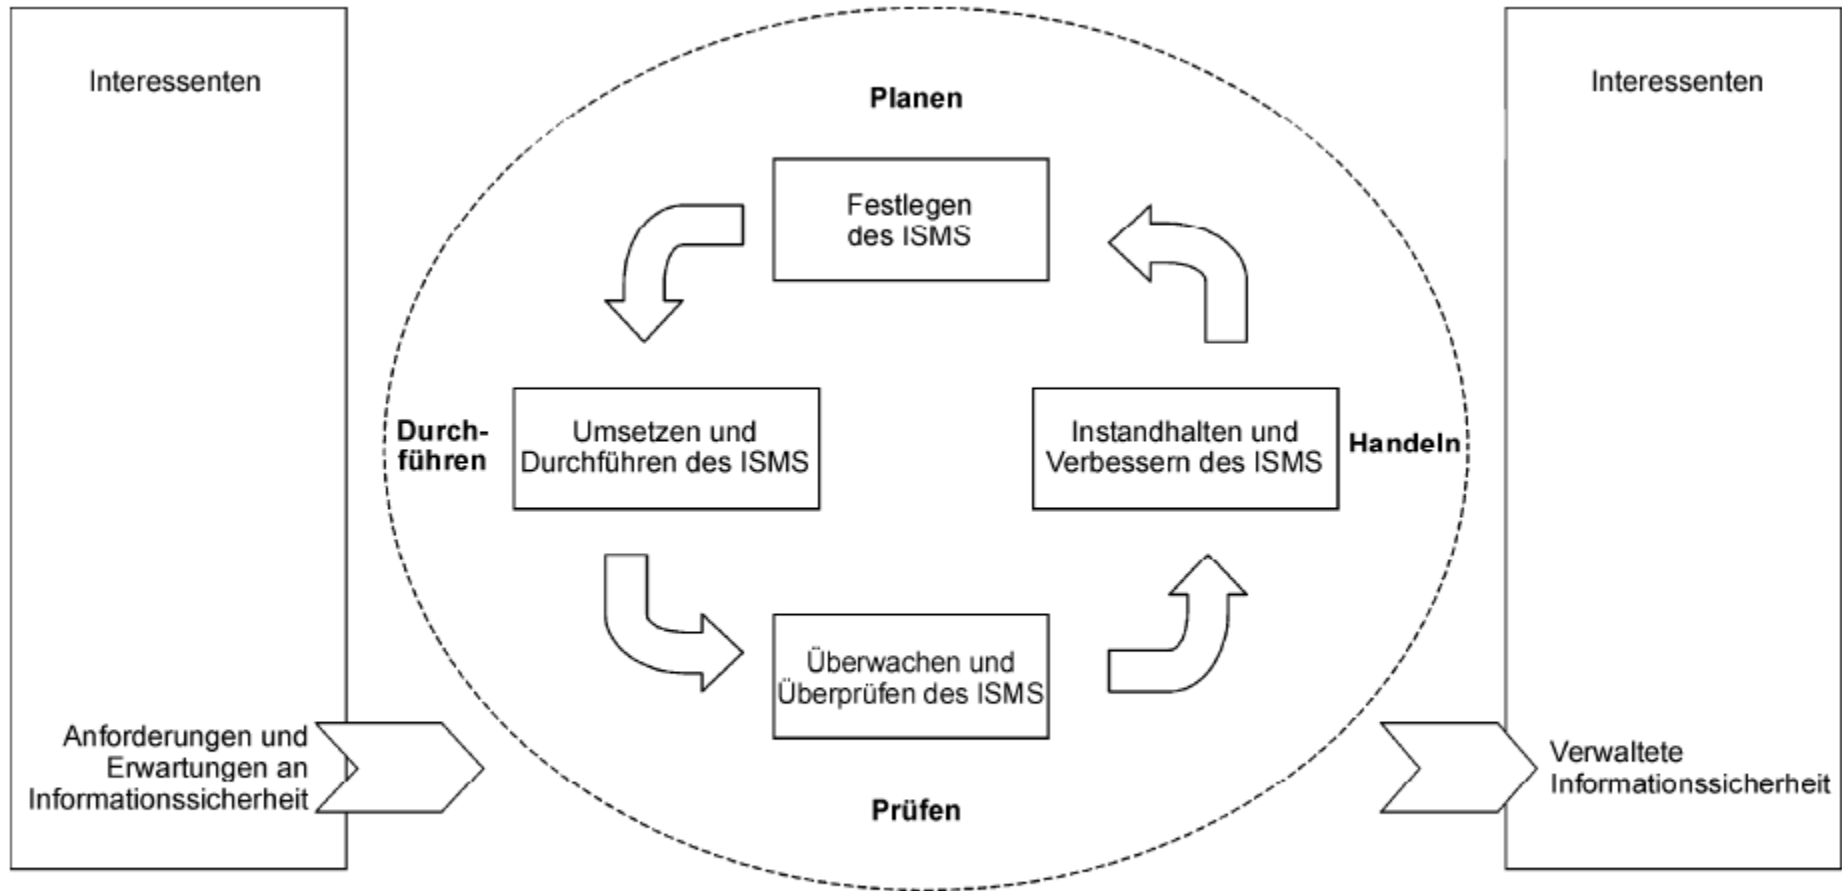 Interessenten
Anforderungen und
Erwartungen an
Informationssicherheit
Planen
Festlegen
des ISMS
Durch-
führen
Umsetzen und
Durchführen des ISMS
Instandhalten und
Verbessern des ISMS
Handeln
Überwachen und
Überprüfen des ISMS
Prüfen
Interessenten
Verwaltete
Informationssicherheit